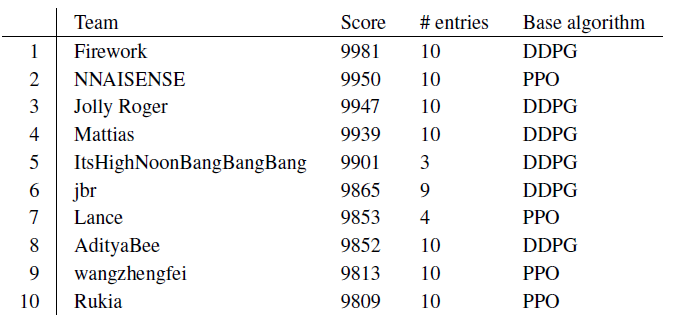 Team Score # entries Base algorithm
1 Firework 9981 10 DDPG
2 NNAISENSE 9950 10 PPO
3 Jolly Roger 9947 10 DDPG
4 Mattias 9939 10 DDPG
5 ItsHighNoonBangBangBang 9901 3 DDPG
6 jbr 9865 9 DDPG
7 Lance 9853 4 PPO
8 AdityaBee 9852 10 DDPG
9 wangzhengfei 9813 10 PPO
10 Rukia 9809 10 PPO